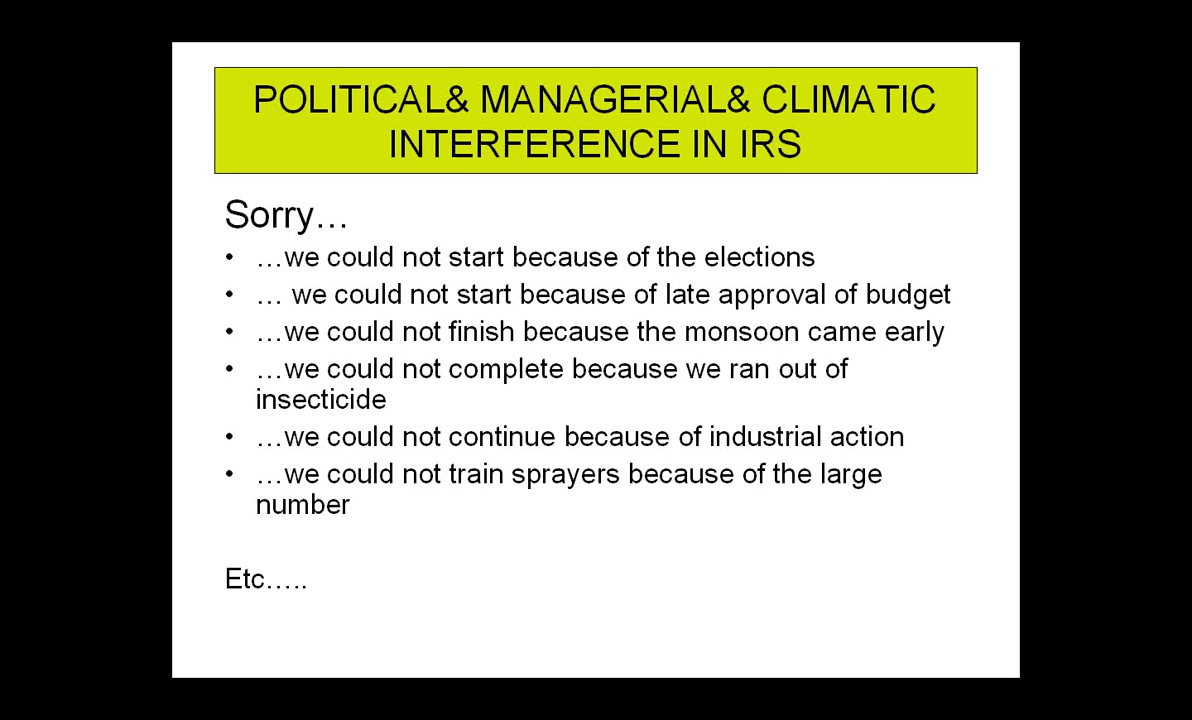 POLITICAL& MANAGERIAL& CLIMATIC
INTERFERENCE IN IRS
Sorry…
• …we could not start because of the elections
• … we could not start because of late approval of budget
• …we could not finish because the monsoon came early
• …we could not complete because we ran out of
insecticide
• …we could not continue because of industrial action
• …we could not train sprayers because of the large
number
Etc…..